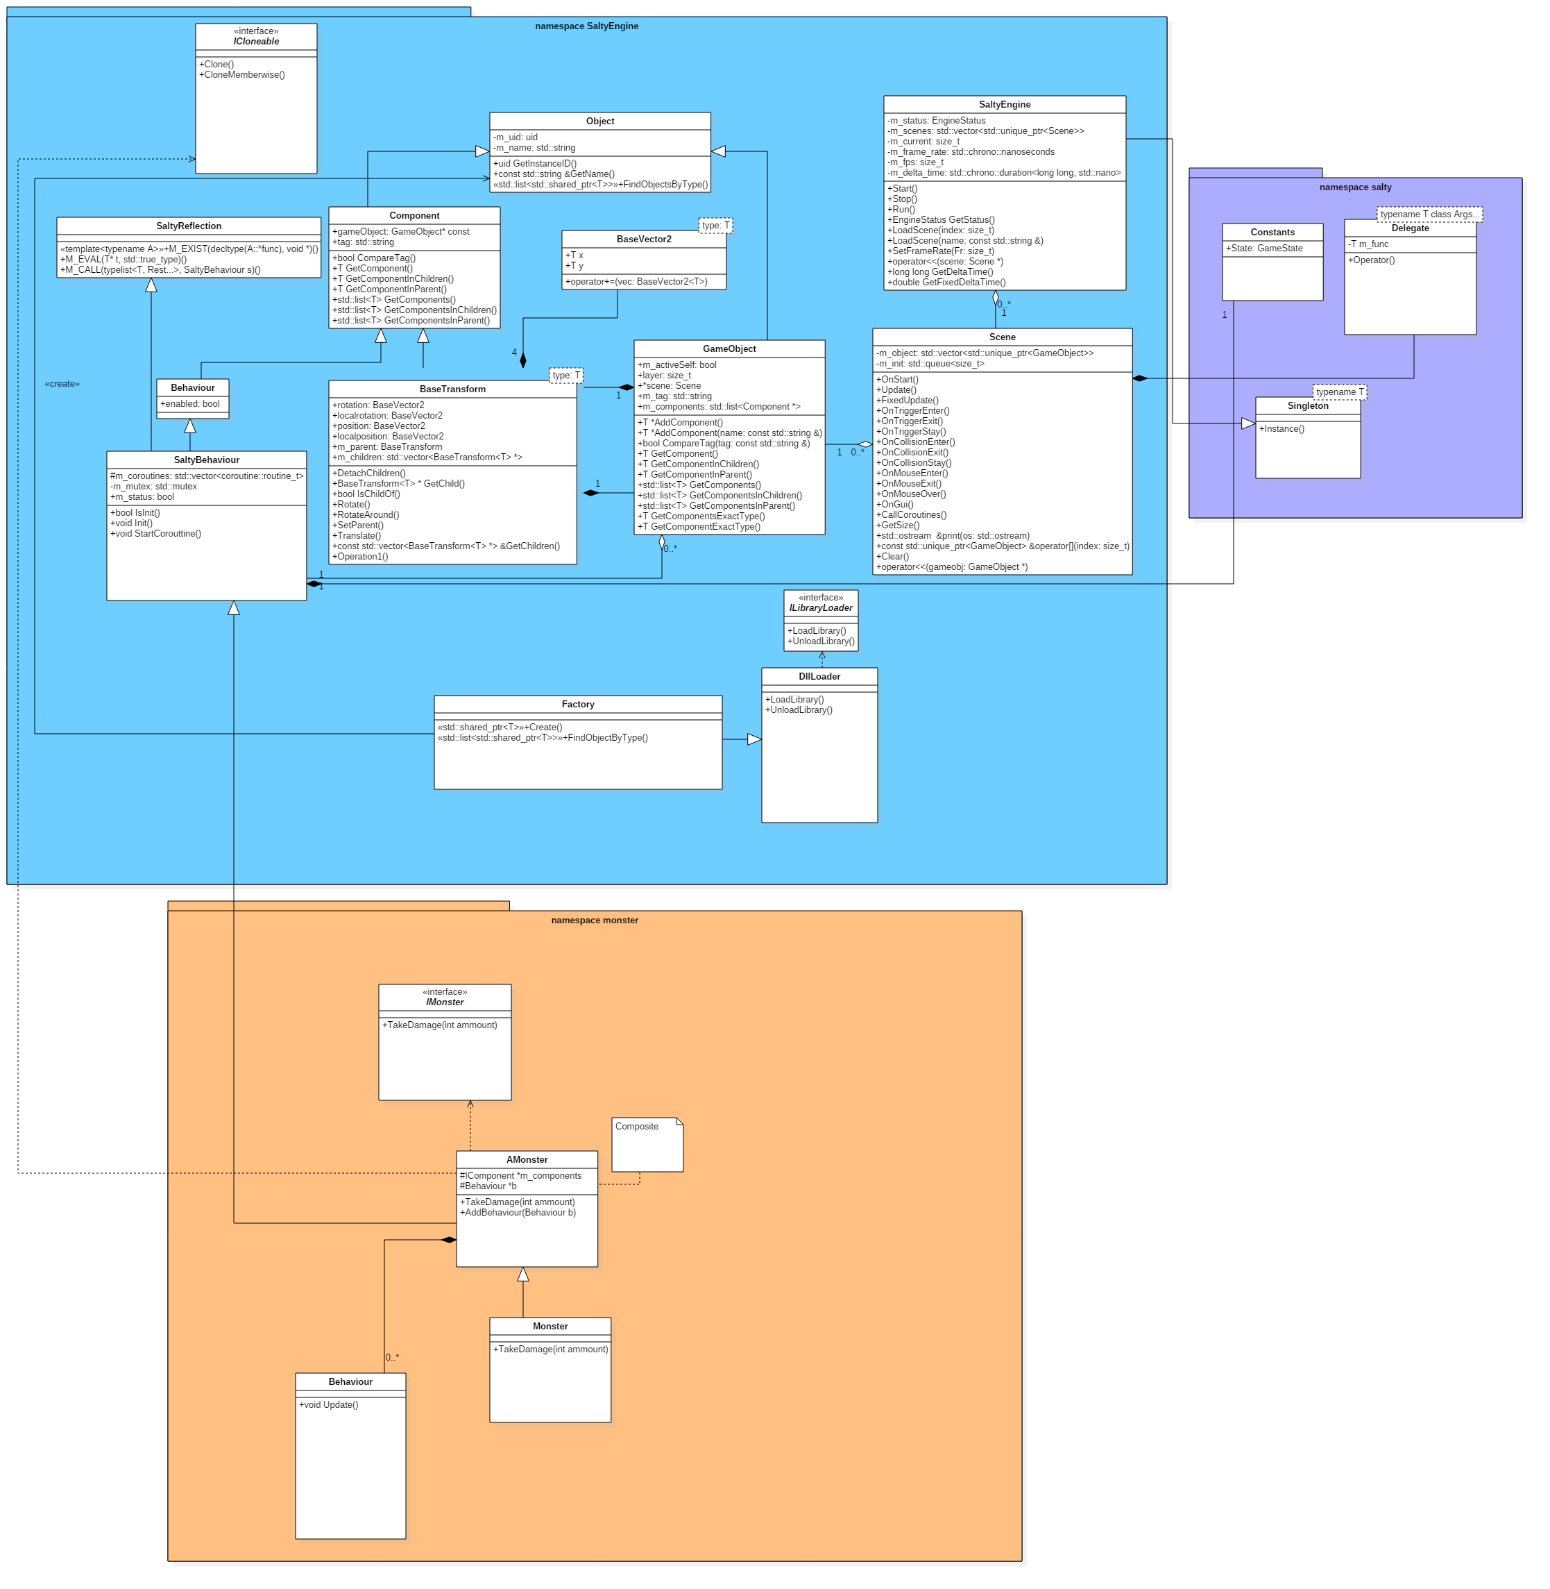 namespace SaltyEngine
«interface»
ICloneable
+Clone()
+CloneMemberwise()
Object
-m_uid: uid
-m_name: std::string
+uid GetInstanceID()
+const std::string &GetName()
«std::list<std::shared_ptr<T>>»+FindObjectsByType()
SaltyEngine
-m_status: EngineStatus
-m_scenes: std::vector<std::unique_ptr<Scene>>
-m_current: size_t
-m_frame_rate: std::chrono::nanoseconds
-m_fps: size_t
-m_delta_time: std::chrono::duration<long long, std::nano>
+Start()
+Stop()
+Run()
+EngineStatus GetStatus()
+LoadScene(index: size_t)
+LoadScene(name: const std::string &)
+SetFrameRate(Fr: size_t)
+operator<<(scene: Scene *)
+long long GetDeltaTime()
+double GetFixedDeltaTime()
0..*
1
SaltyReflection
«template<typename A>»+M_EXIST(decltype(A::*func), void *)()
+M_EVAL(T* t, std::true_type)()
+M_CALL(typelist<T, Rest...>, SaltyBehaviour s)()
Component
+gameObject: GameObject* const
+tag: std::string
+bool CompareTag()
+T GetComponent()
+T GetComponentInChildren()
+T GetComponentInParent()
+std::list<T> GetComponents()
+std::list<T> GetComponentsInChildren()
+std::list<T> GetComponentsInParent()
type: T
BaseVector2
+T x
+T y
+operator+=(vec: BaseVector2<T>)
4
«create»
Behaviour
+enabled: bool
type: T
BaseTransform
+rotation: BaseVector2
+localrotation: BaseVector2
+position: BaseVector2
+localposition: BaseVector2
+m_parent: BaseTransform
+m_children: std::vector<BaseTransform<T> *>
+DetachChildren()
+BaseTransform<T> * GetChild()
+bool IsChildOf()
+Rotate()
+RotateAround()
+SetParent()
+Translate()
+const std::vector<BaseTransform<T> *> &GetChildren()
+Operation1()
1
1
GameObject
+m_activeSelf: bool
+layer: size_t
+*scene: Scene
+m_tag: std::string
+m_components: std::list<Component *>
+T *AddComponent()
+T *AddComponent(name: const std::string &)
+bool CompareTag(tag: const std::string &)
+T GetComponent()
+T GetComponentInChildren()
+T GetComponentInParent()
+std::list<T> GetComponents()
+std::list<T> GetComponentsInChildren()
+std::list<T> GetComponentsInParent()
+T GetComponentsExactType()
+T GetComponentExactType()
0..*
1 0..*
Scene
-m_object: std::vector<std::unique_ptr<GameObject>>
-m_init: std::queue<size_t>
+OnStart()
+Update()
+FixedUpdate()
+OnTriggerEnter()
+OnTriggerExit()
+OnTriggerStay()
+OnCollisionEnter()
+OnCollisionExit()
+OnCollisionStay()
+OnMouseEnter()
+OnMouseExit()
+OnMouseOver()
+OnGui()
+CallCoroutines()
+GetSize()
+std::ostream &print(os: std::ostream)
+const std::unique_ptr<GameObject> &operator[](index: size_t)
+Clear()
+operator<<(gameobj: GameObject *)
SaltyBehaviour
#m_coroutines: std::vector<coroutine::routine_t>
-m_mutex: std::mutex
+m_status: bool
+bool IsInit()
+void Init()
+void StartCorouttine()
1
1
«interface»
ILibraryLoader
+LoadLibrary()
+UnloadLibrary()
DllLoader
+LoadLibrary()
+UnloadLibrary()
Factory
«std::shared_ptr<T>»+Create()
«std::list<std::shared_ptr<T>>»+FindObjectByType()
namespace salty
Constants
+State: GameState
1
typename T class Args...
Delegate
-T m_func
+Operator()
typename T
Singleton
+Instance()
namespace monster
«interface»
IMonster
+TakeDamage(int ammount)
Composite
AMonster
#IComponent *m_components
#Behaviour *b
+TakeDamage(int ammount)
+AddBehaviour(Behaviour b)
0..*
Monster
+TakeDamage(int ammount)
Behaviour
+void Update()